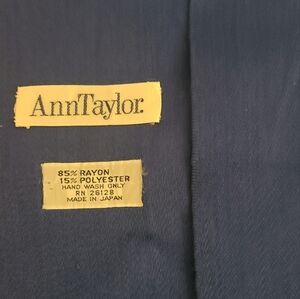 AnnTaylor.
85% RAYON
15% POLYESTER
HAND WASH ONLY
RN 26128
MADE IN JAPAN